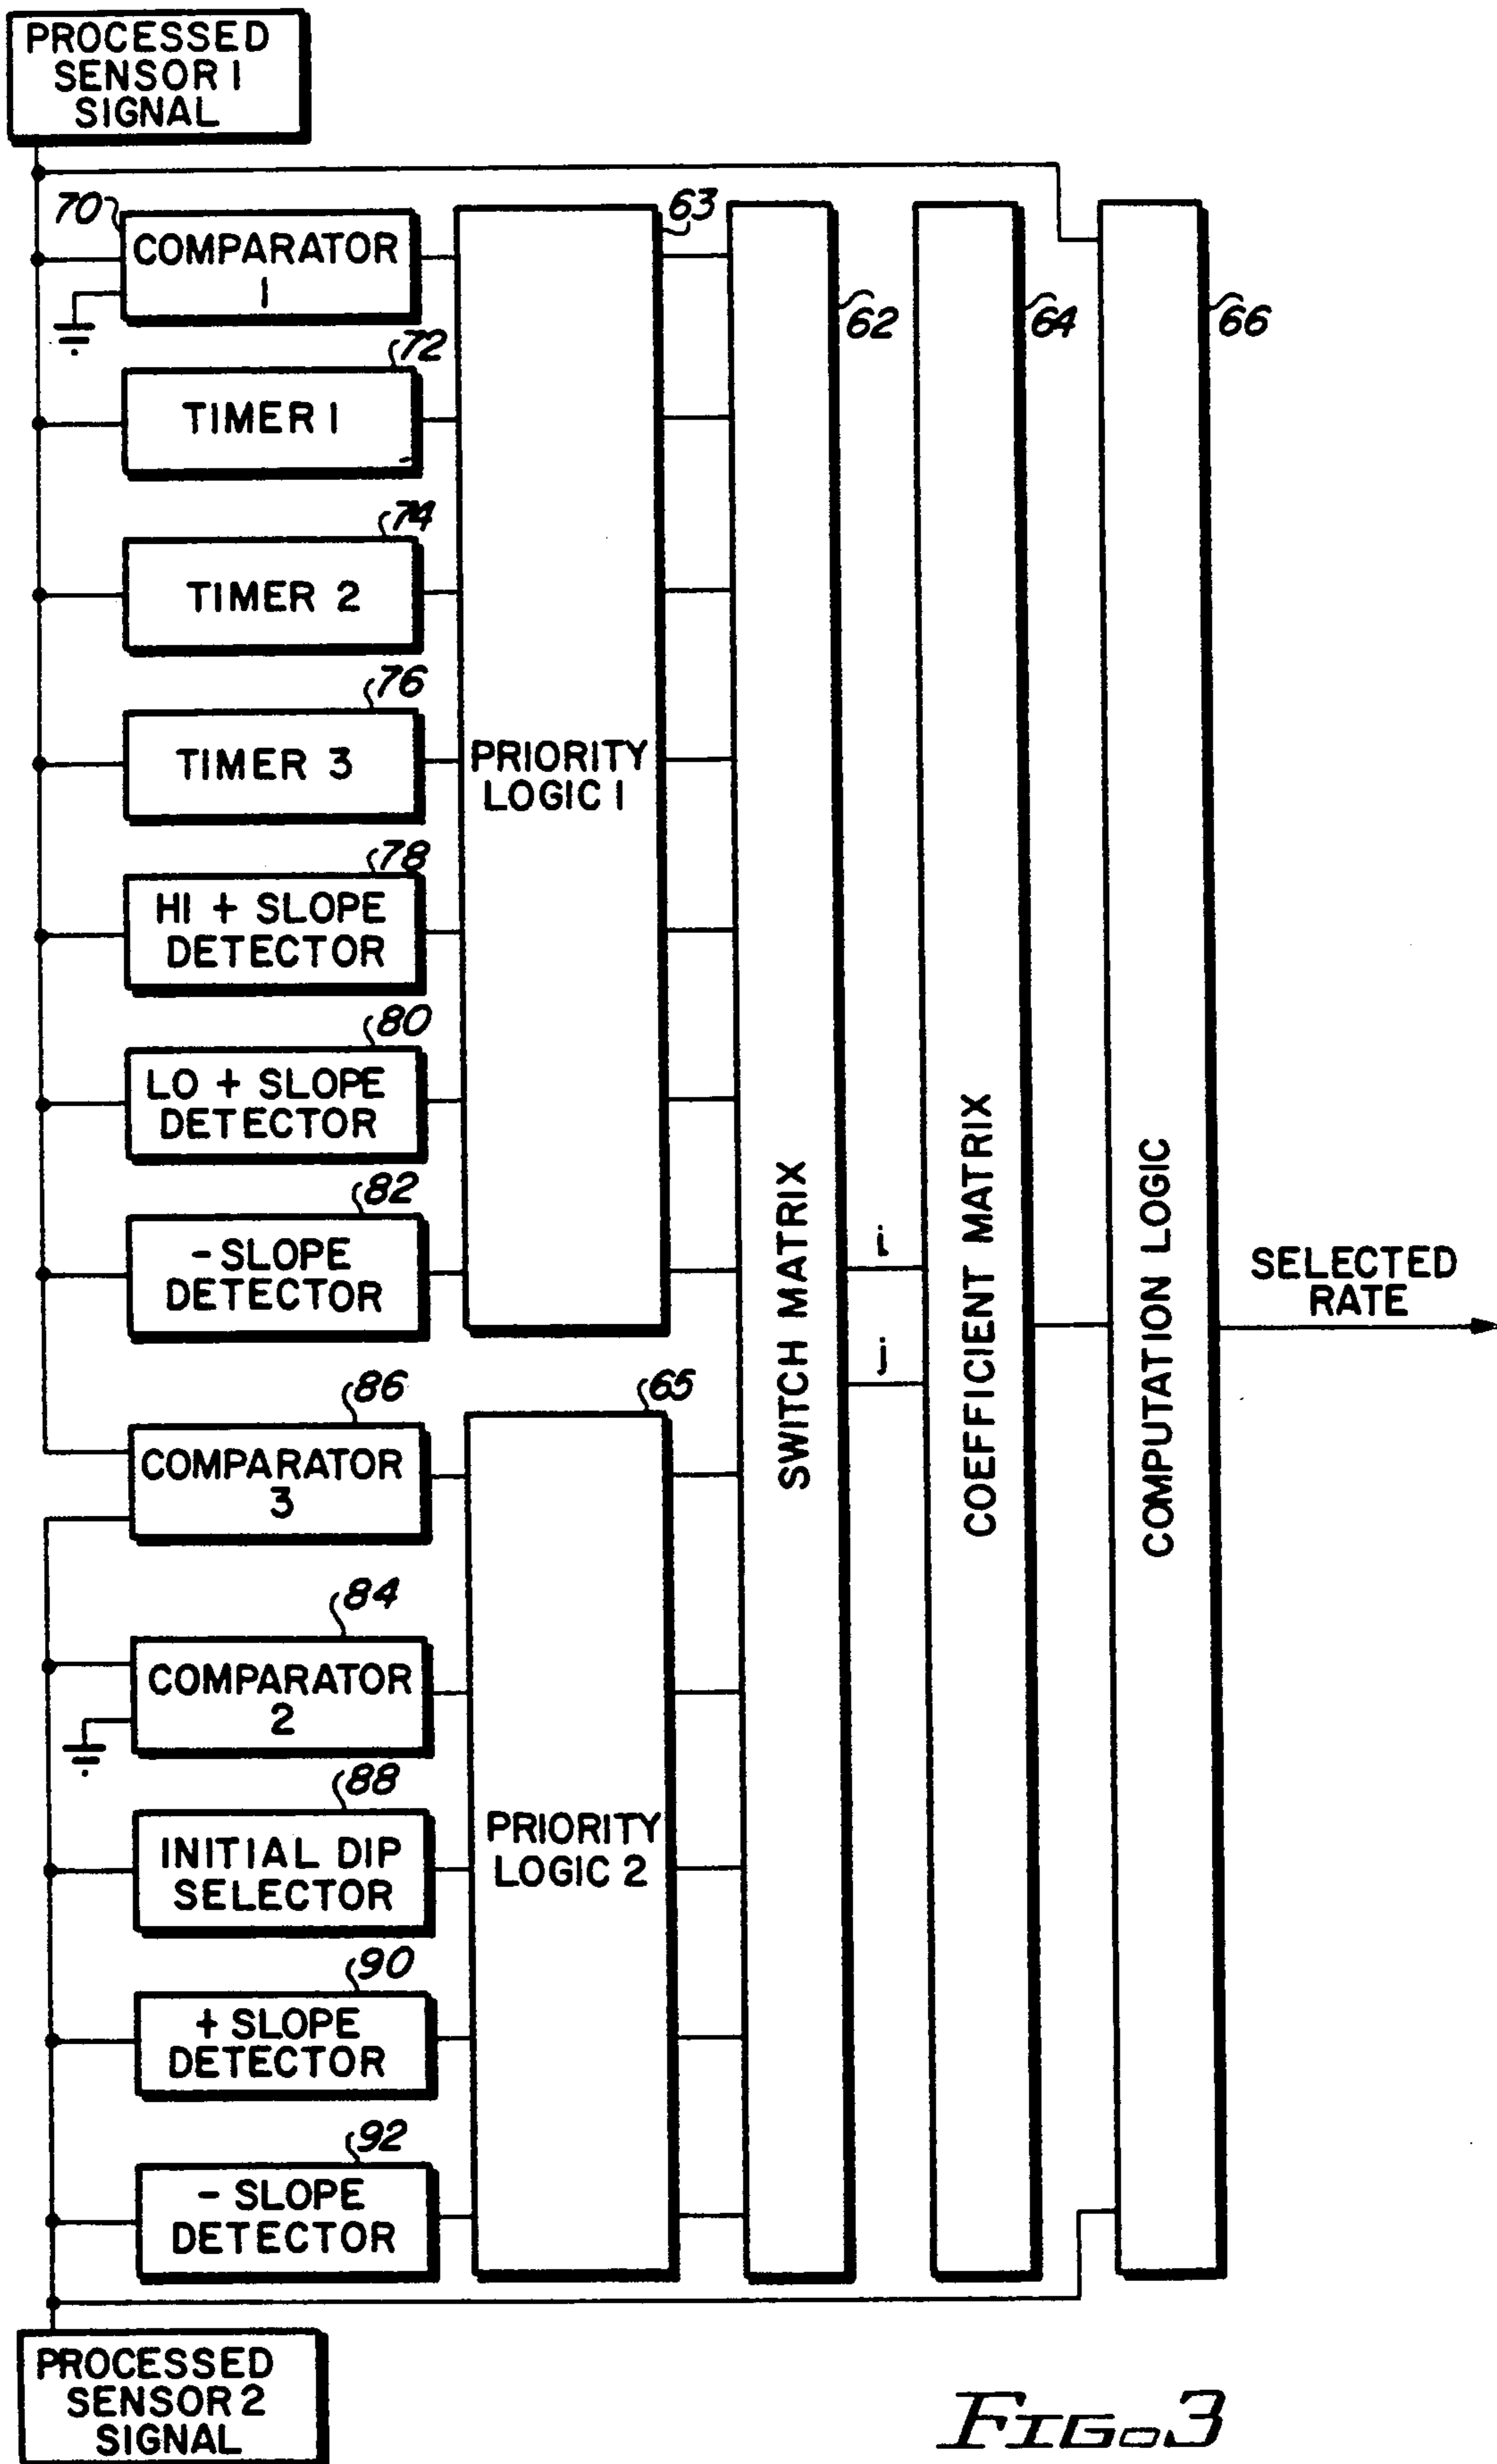 PROCESSED
SENSOR 1
SIGNAL
70
COMPARATOR
1
63
62
64
66
72
TIMER 1
74
TIMER 2
76
TIMER 3
PRIORITY
LOGIC 1
78
HI + SLOPE
DETECTOR
80
LO + SLOPE
DETECTOR
82
- SLOPE
DETECTOR
SWITCH MATRIX
i
j
COEFFICIENT MATRIX
COMPUTATION LOGIC
SELECTED
RATE
86
COMPARATOR
3
65
84
COMPARATOR
2
88
INITIAL DIP
SELECTOR
PRIORITY
LOGIC 2
90
+ SLOPE
DETECTOR
92
- SLOPE
DETECTOR
PROCESSED
SENSOR 2
SIGNAL
FIG. 3